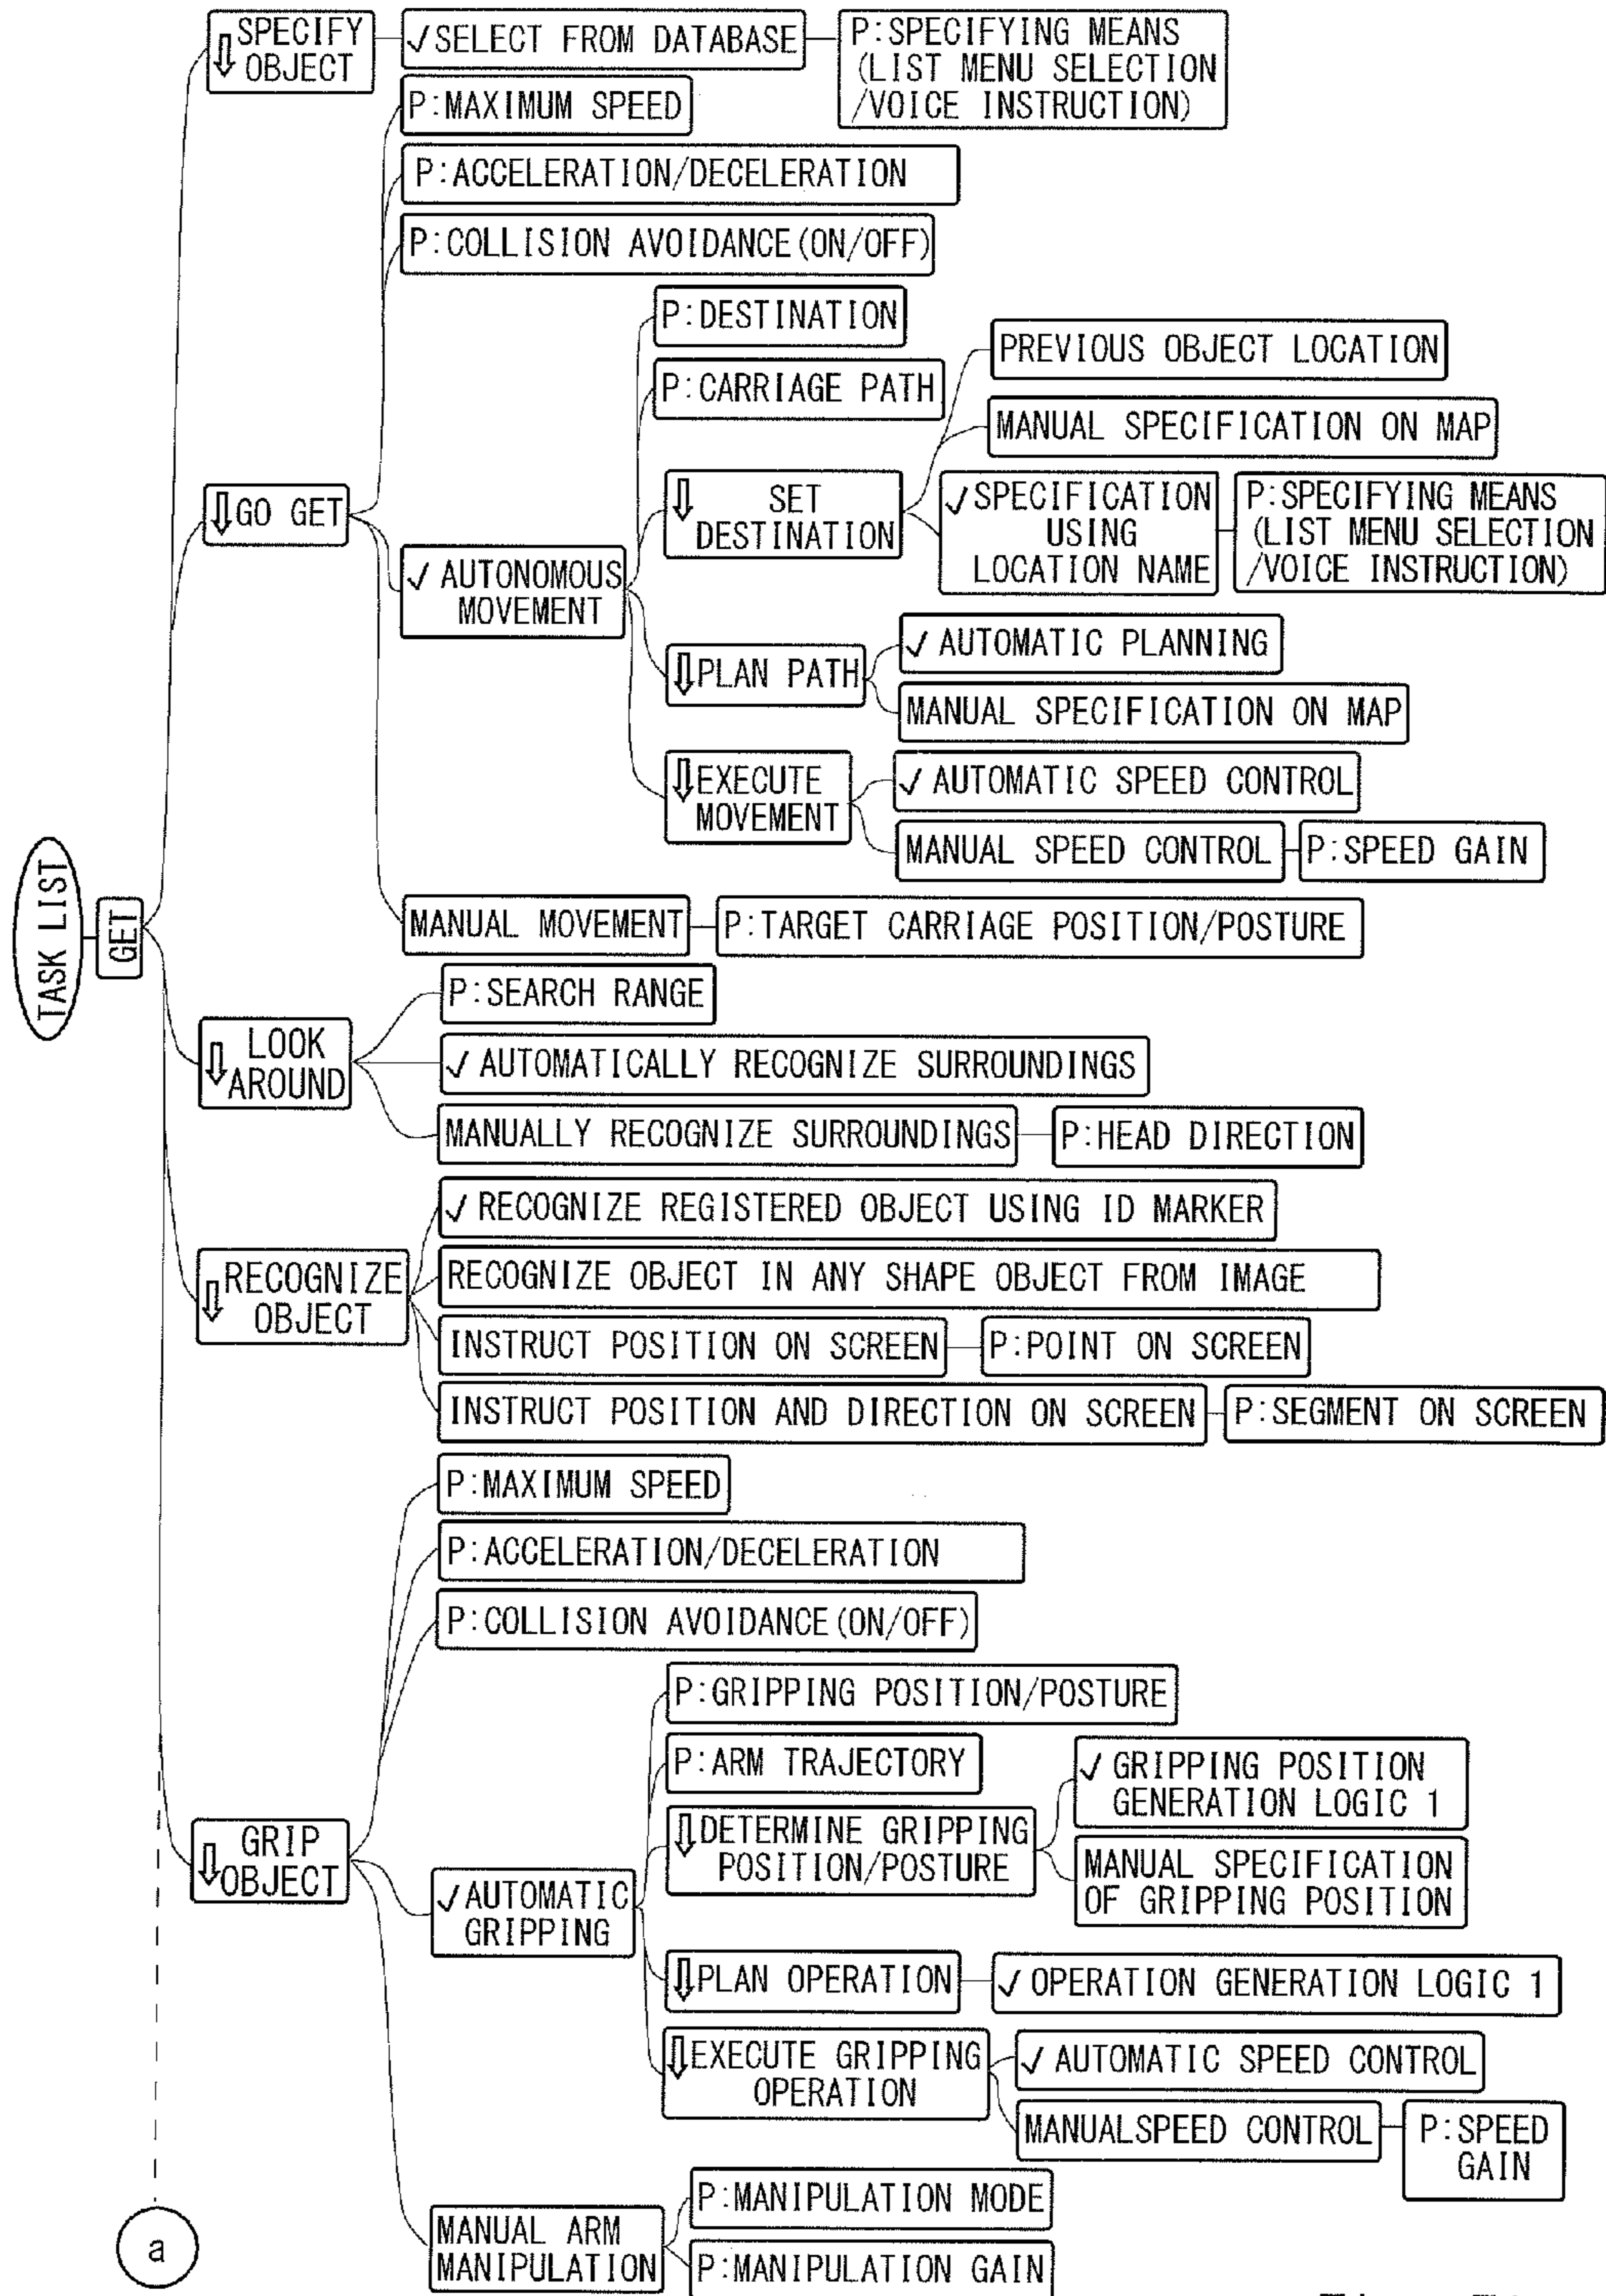 TASK LIST
GET
⇩ SPECIFY
OBJECT
✓ SELECT FROM DATABASE
P:SPECIFYING MEANS
(LIST MENU SELECTION
/VOICE INSTRUCTION)
⇩ GO GET
P:MAXIMUM SPEED
P:ACCELERATION/DECELERATION
P:COLLISION AVOIDANCE(ON/OFF)
✓ AUTONOMOUS
MOVEMENT
P:DESTINATION
P:CARRIAGE PATH
⇩ SET
DESTINATION
PREVIOUS OBJECT LOCATION
MANUAL SPECIFICATION ON MAP
✓ SPECIFICATION
USING
LOCATION NAME
P:SPECIFYING MEANS
(LIST MENU SELECTION
/VOICE INSTRUCTION)
⇩ PLAN PATH
✓ AUTOMATIC PLANNING
MANUAL SPECIFICATION ON MAP
⇩ EXECUTE
MOVEMENT
✓ AUTOMATIC SPEED CONTROL
MANUAL SPEED CONTROL
P:SPEED GAIN
MANUAL MOVEMENT
P:TARGET CARRIAGE POSITION/POSTURE
⇩ LOOK
AROUND
P:SEARCH RANGE
✓ AUTOMATICALLY RECOGNIZE SURROUNDINGS
MANUALLY RECOGNIZE SURROUNDINGS
P:HEAD DIRECTION
⇩ RECOGNIZE
OBJECT
✓ RECOGNIZE REGISTERED OBJECT USING ID MARKER
RECOGNIZE OBJECT IN ANY SHAPE OBJECT FROM IMAGE
INSTRUCT POSITION ON SCREEN
P:POINT ON SCREEN
INSTRUCT POSITION AND DIRECTION ON SCREEN
P:SEGMENT ON SCREEN
⇩ GRIP
OBJECT
P:MAXIMUM SPEED
P:ACCELERATION/DECELERATION
P:COLLISION AVOIDANCE(ON/OFF)
✓ AUTOMATIC
GRIPPING
P:GRIPPING POSITION/POSTURE
P:ARM TRAJECTORY
⇩ DETERMINE GRIPPING
POSITION/POSTURE
✓ GRIPPING POSITION
GENERATION LOGIC 1
MANUAL SPECIFICATION
OF GRIPPING POSITION
⇩ PLAN OPERATION
✓ OPERATION GENERATION LOGIC 1
⇩ EXECUTE GRIPPING
OPERATION
✓ AUTOMATIC SPEED CONTROL
MANUALSPEED CONTROL
P:SPEED
GAIN
MANUAL ARM
MANIPULATION
P:MANIPULATION MODE
P:MANIPULATION GAIN
a